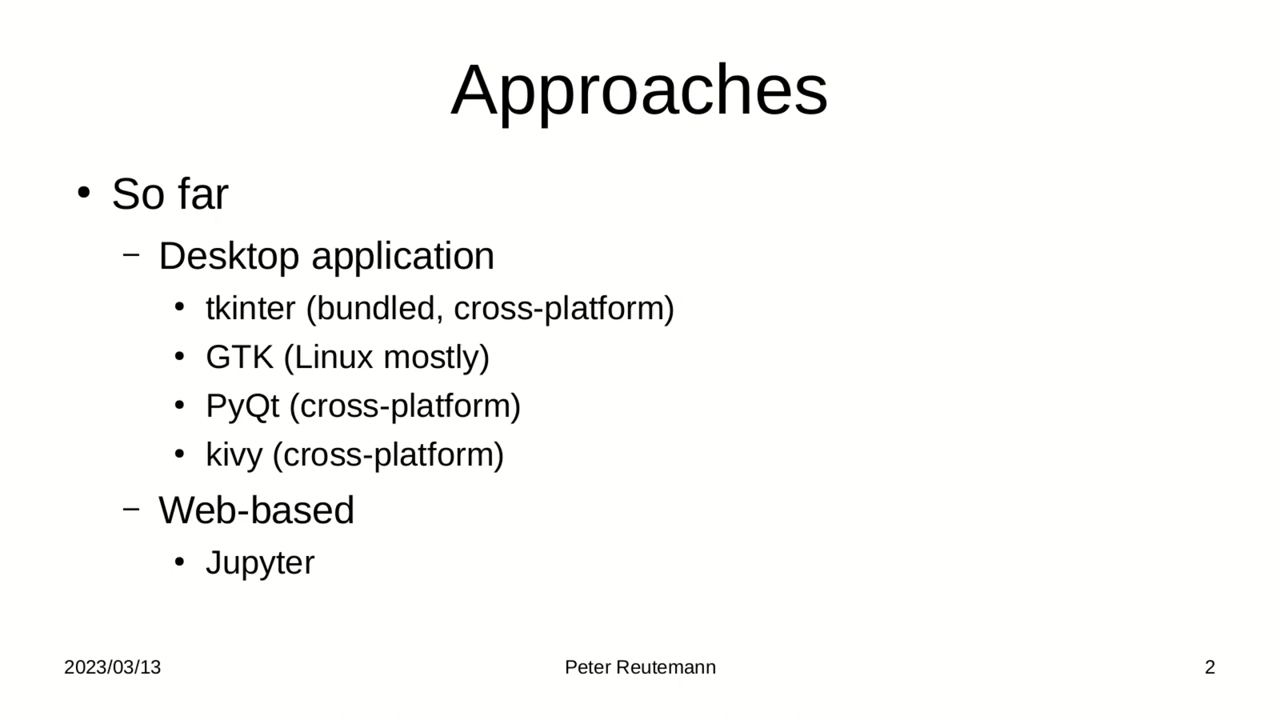 Approaches
• So far
– Desktop application
• tkinter (bundled, cross-platform)
• GTK (Linux mostly)
• PyQt (cross-platform)
• kivy (cross-platform)
– Web-based
• Jupyter
2023/03/13 Peter Reutemann 2